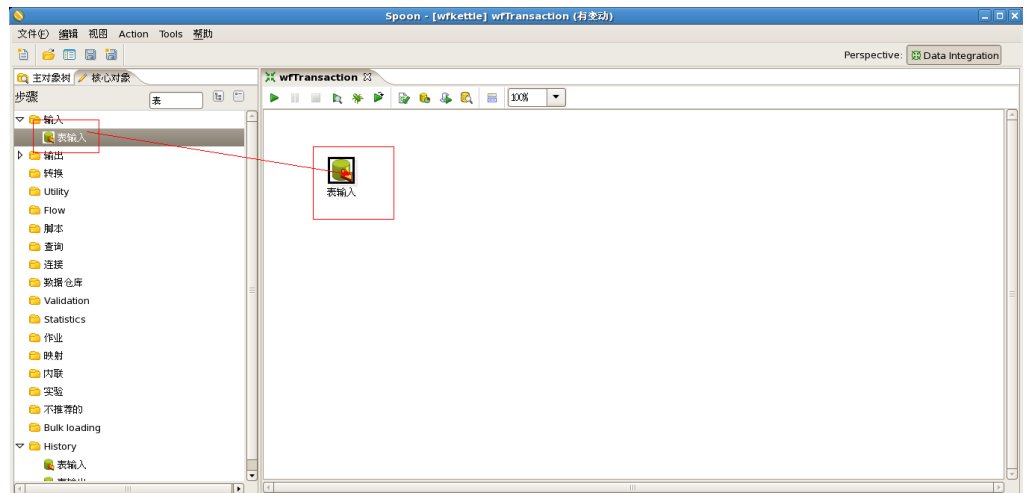 Spoon - [wfkettle] wfTransaction (有变动)
文件(F) 编辑 视图 Action Tools 帮助
Perspective: Data Integration
主对象树 核心对象
wfTransaction
步骤 表
100%
输入
表输入
输出
转换
Utility
Flow
脚本
查询
连接
数据仓库
Validation
Statistics
作业
映射
内联
实验
不推荐的
Bulk loading
History
表输入
表输出
表输入